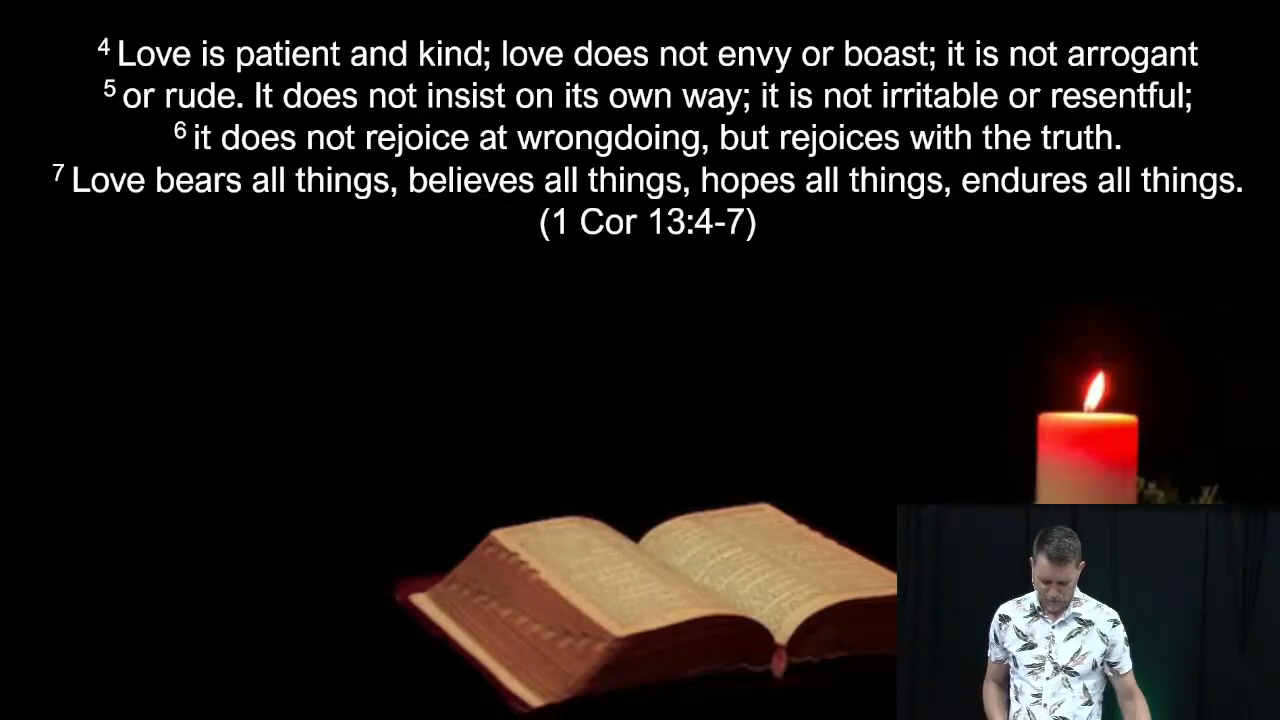 4 Love is patient and kind; love does not envy or boast; it is not arrogant
5 or rude. It does not insist on its own way; it is not irritable or resentful;
6 it does not rejoice at wrongdoing, but rejoices with the truth.
7 Love bears all things, believes all things, hopes all things, endures all things.
(1 Cor 13:4-7)